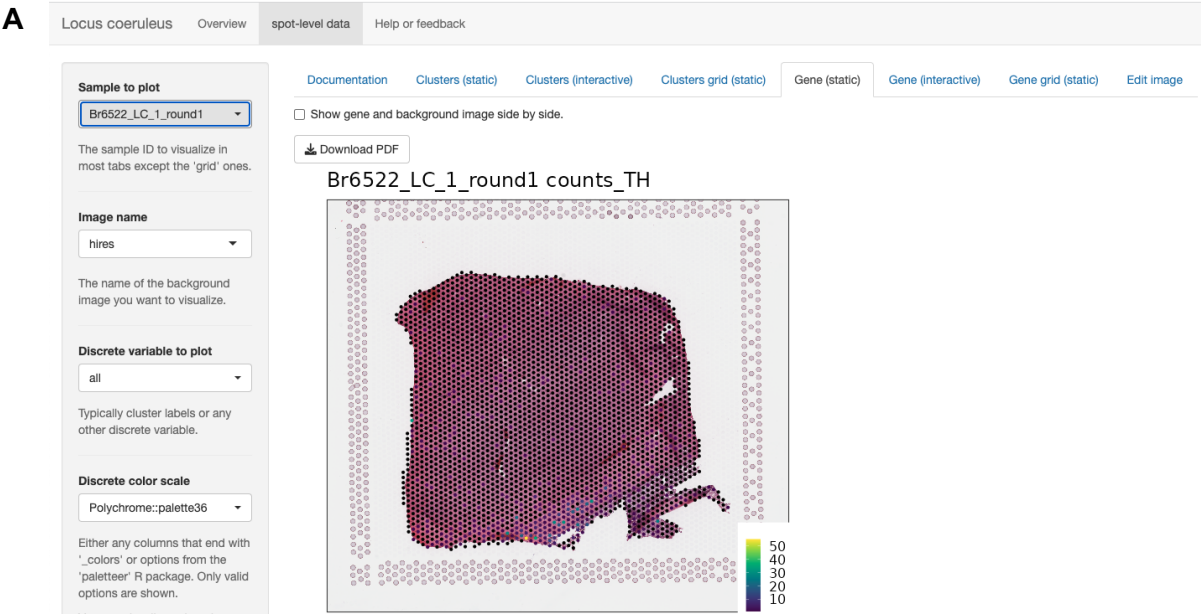 A
Locus coeruleus Overview spot-level data Help or feedback
Sample to plot
Br6522_LC_1_round1
The sample ID to visualize in
most tabs except the 'grid' ones.
Image name
hires
The name of the background
image you want to visualize.
Discrete variable to plot
all
Typically cluster labels or any
other discrete variable.
Discrete color scale
Polychrome::palette36
Either any columns that end with
'_colors' or options from the
'paletteer' R package. Only valid
options are shown.
Documentation Clusters (static) Clusters (interactive) Clusters grid (static) Gene (static) Gene (interactive) Gene grid (static) Edit image
Show gene and background image side by side.
Download PDF
Br6522_LC_1_round1 counts_TH
50
40
30
20
10